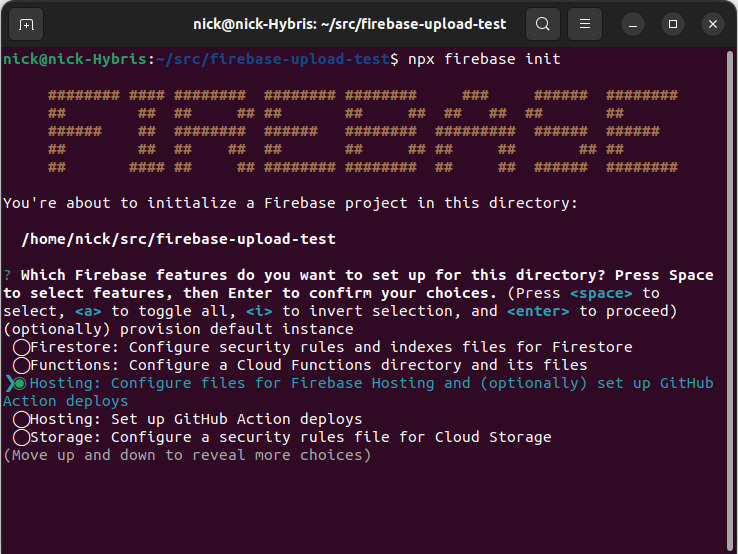 nick@nick-Hybris: ~/src/firebase-upload-test
nick@nick-Hybris:~/src/firebase-upload-test$ npx firebase init
     ######## #### ########  ######## ########     ###     ######  ########
     ##        ##  ##     ## ##       ##     ##  ##   ##  ##       ##
     ######    ##  ########  ######   ########  #########  ######  ######
     ##        ##  ##    ##  ##       ##     ## ##     ##       ## ##
     ##       #### ##     ## ######## ########  ##     ##  ######  ########
You're about to initialize a Firebase project in this directory:
  /home/nick/src/firebase-upload-test
? Which Firebase features do you want to set up for this directory? Press Space
to select features, then Enter to confirm your choices. (Press <space> to
select, <a> to toggle all, <i> to invert selection, and <enter> to proceed)
(optionally) provision default instance
 ◯Firestore: Configure security rules and indexes files for Firestore
 ◯Functions: Configure a Cloud Functions directory and its files
❯◉Hosting: Configure files for Firebase Hosting and (optionally) set up GitHub
Action deploys
 ◯Hosting: Set up GitHub Action deploys
 ◯Storage: Configure a security rules file for Cloud Storage
(Move up and down to reveal more choices)